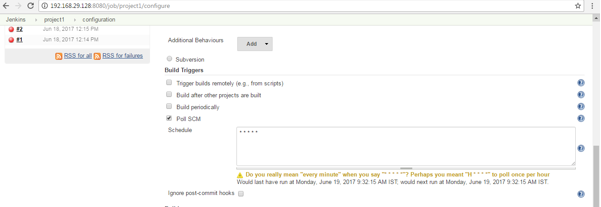 192.168.29.128:8080/job/project1/configure
Jenkins › project1 › configuration
#2 Jun 18, 2017 12:15 PM
#1 Jun 18, 2017 12:14 PM
RSS for all RSS for failures
Additional Behaviours Add
Subversion
Build Triggers
Trigger builds remotely (e.g., from scripts)
Build after other projects are built
Build periodically
Poll SCM
Schedule
* * * * *
Do you really mean "every minute" when you say "* * * * *"? Perhaps you meant "H * * * *" to poll once per hour
Would last have run at Monday, June 19, 2017 9:32:15 AM IST; would next run at Monday, June 19, 2017 9:32:15 AM IST.
Ignore post-commit hooks